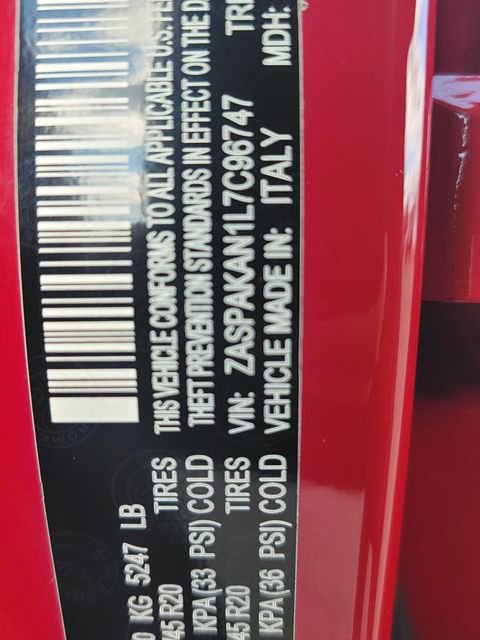 0 KG 5247 LB
45 R20 TIRES THIS VEHICLE CONFORMS TO ALL APPLICABLE U.S. FE
KPA(33 PSI) COLD THEFT PREVENTION STANDARDS IN EFFECT ON THE D
45 R20 TIRES VIN: ZASPAKAN1L7C96747 TRI
KPA(36 PSI) COLD VEHICLE MADE IN: ITALY MDH: